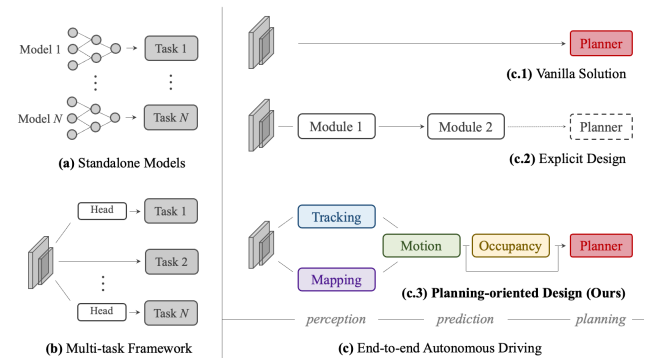 Model 1
Task 1
Model N
Task N
(a) Standalone Models
Head
Task 1
Task 2
Head
Task N
(b) Multi-task Framework
Planner
(c.1) Vanilla Solution
Module 1
Module 2
Planner
(c.2) Explicit Design
Tracking
Mapping
Motion
Occupancy
Planner
(c.3) Planning-oriented Design (Ours)
perception
prediction
planning
(c) End-to-end Autonomous Driving